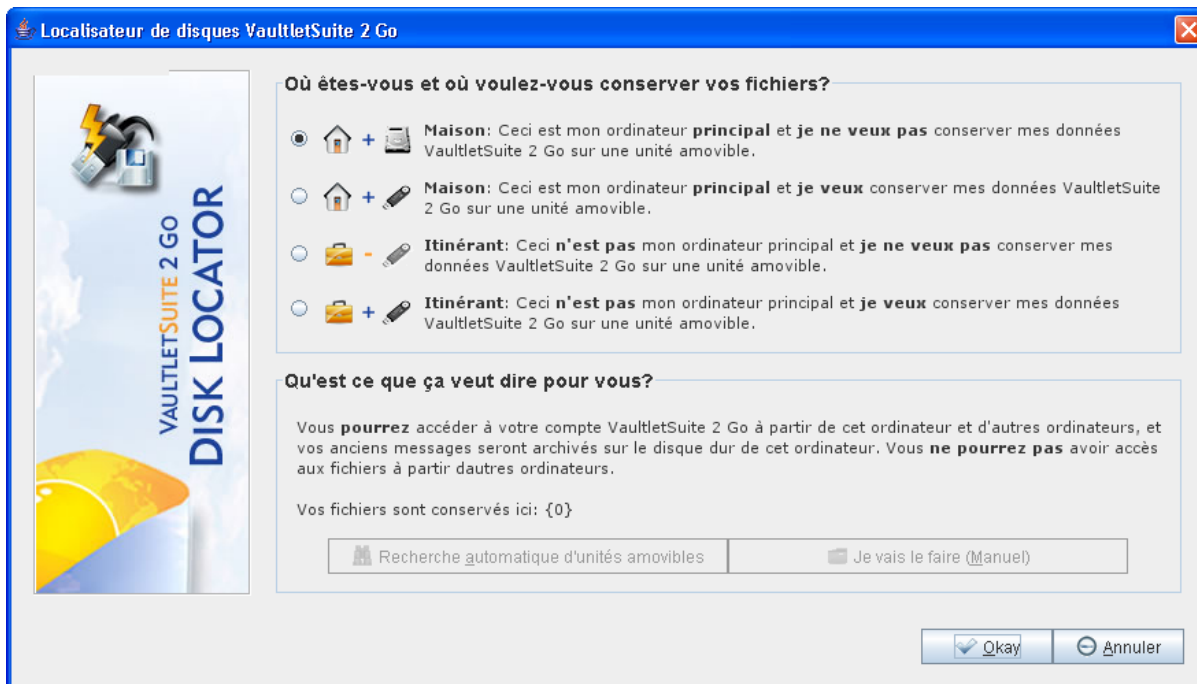 Localisateur de disques VaultletSuite 2 Go
VAULTLETSUITE 2 GO
DISK LOCATOR
Où êtes-vous et où voulez-vous conserver vos fichiers?
Maison: Ceci est mon ordinateur principal et je ne veux pas conserver mes données
VaultletSuite 2 Go sur une unité amovible.
Maison: Ceci est mon ordinateur principal et je veux conserver mes données VaultletSuite
2 Go sur une unité amovible.
Itinérant: Ceci n'est pas mon ordinateur principal et je ne veux pas conserver mes
données VaultletSuite 2 Go sur une unité amovible.
Itinérant: Ceci n'est pas mon ordinateur principal et je veux conserver mes données
VaultletSuite 2 Go sur une unité amovible.
Qu'est ce que ça veut dire pour vous?
Vous pourrez accéder à votre compte VaultletSuite 2 Go à partir de cet ordinateur et d'autres ordinateurs, et
vos anciens messages seront archivés sur le disque dur de cet ordinateur. Vous ne pourrez pas avoir accès
aux fichiers à partir dautres ordinateurs.
Vos fichiers sont conservés ici: {0}
Recherche automatique d'unités amovibles
Je vais le faire (Manuel)
Okay
Annuler